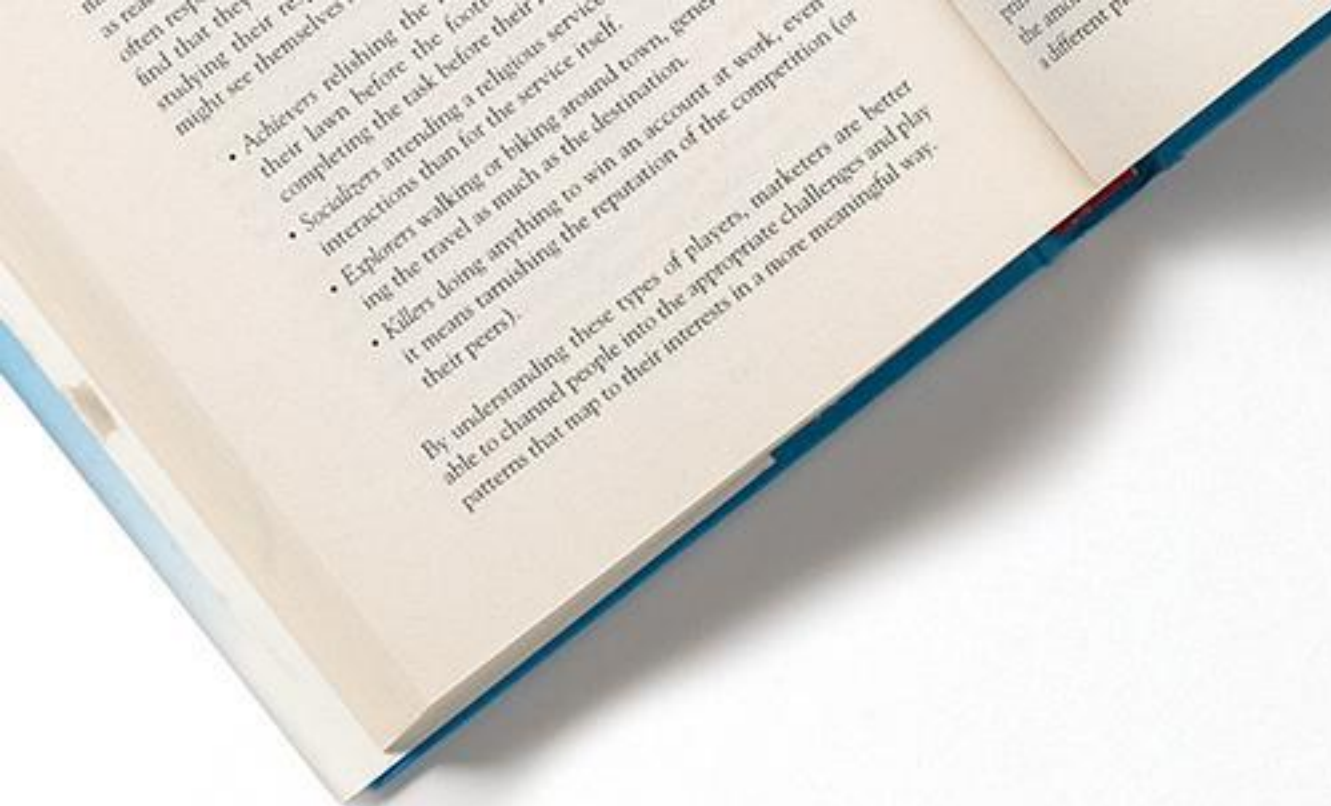 as
often
find that they
studying their
might see themselves
• Achievers relishing the
their lawn before the
completing the task before their
• Socializers attending a religious service
interactions than for the service itself.
• Explorers walking or biking around town,
ing the travel as much as the destination.
• Killers doing anything to win an account at work, even
it means tarnishing the reputation of the competition (or
their peers).
By understanding these types of players, marketers are better
able to channel people into the appropriate challenges and play
patterns that map to their interests in a more meaningful way.
the
a different